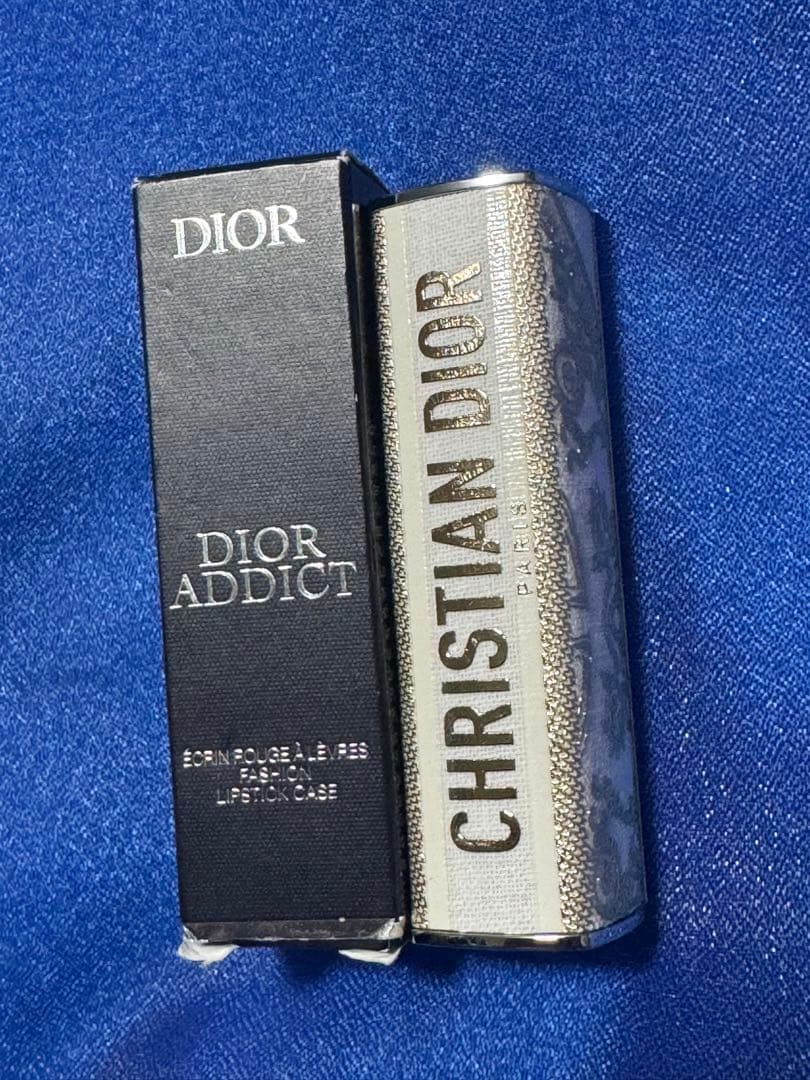 DIOR
DIOR
ADDICT
ÉCRIN ROUGE À LÈVRES
FASHION
LIPSTICK CASE
CHRISTIAN DIOR
PARIS